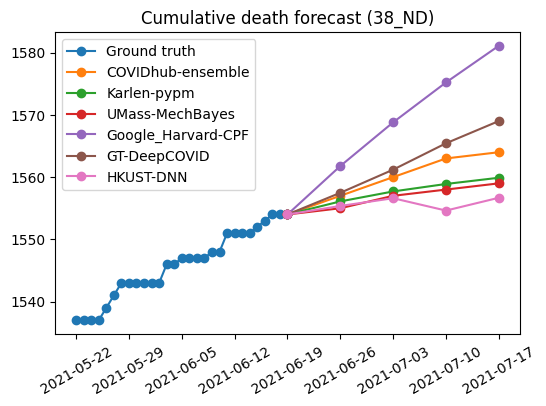 Cumulative death forecast (38_ND)
Ground truth
COVIDhub-ensemble
Karlen-pypm
UMass-MechBayes
Google_Harvard-CPF
GT-DeepCOVID
HKUST-DNN
1580
1570
1560
1550
1540
2021-05-22
2021-05-29
2021-06-05
2021-06-12
2021-06-19
2021-06-26
2021-07-03
2021-07-10
2021-07-17